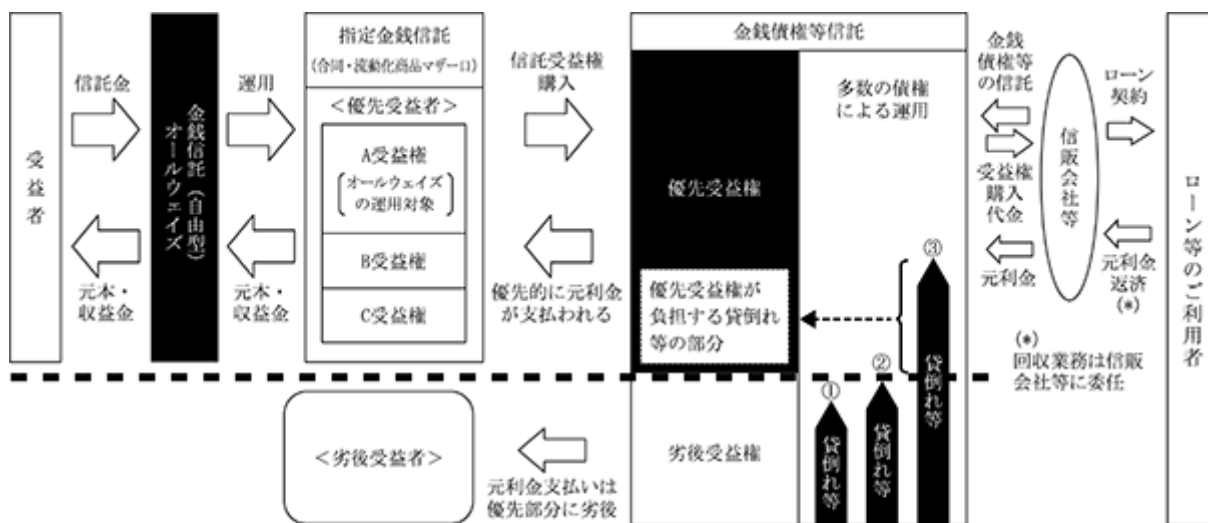 受益者
信託金
元本・
収益金
金銭信託（自由型）
オールウェイズ
運用
元本・
収益金
指定金銭信託
（合同・流動化商品マザー口）
＜優先受益者＞
A受益権
オールウェイズ
の運用対象
B受益権
C受益権
信託受益権
購入
優先的に元利金
が支払われる
＜劣後受益者＞
元利金支払いは
優先部分に劣後
金銭債権等信託
優先受益権
優先受益権が
負担する貸倒れ
等の部分
劣後受益権
多数の債権
による運用
①
貸倒れ等
②
貸倒れ等
③
貸倒れ等
金銭
債権等
の信託
受益権
購入
代金
元利金
信販会社等
ローン
契約
元利金
返済
(*)
(*)
回収業務は信販
会社等に委任
ローン等のご利用者